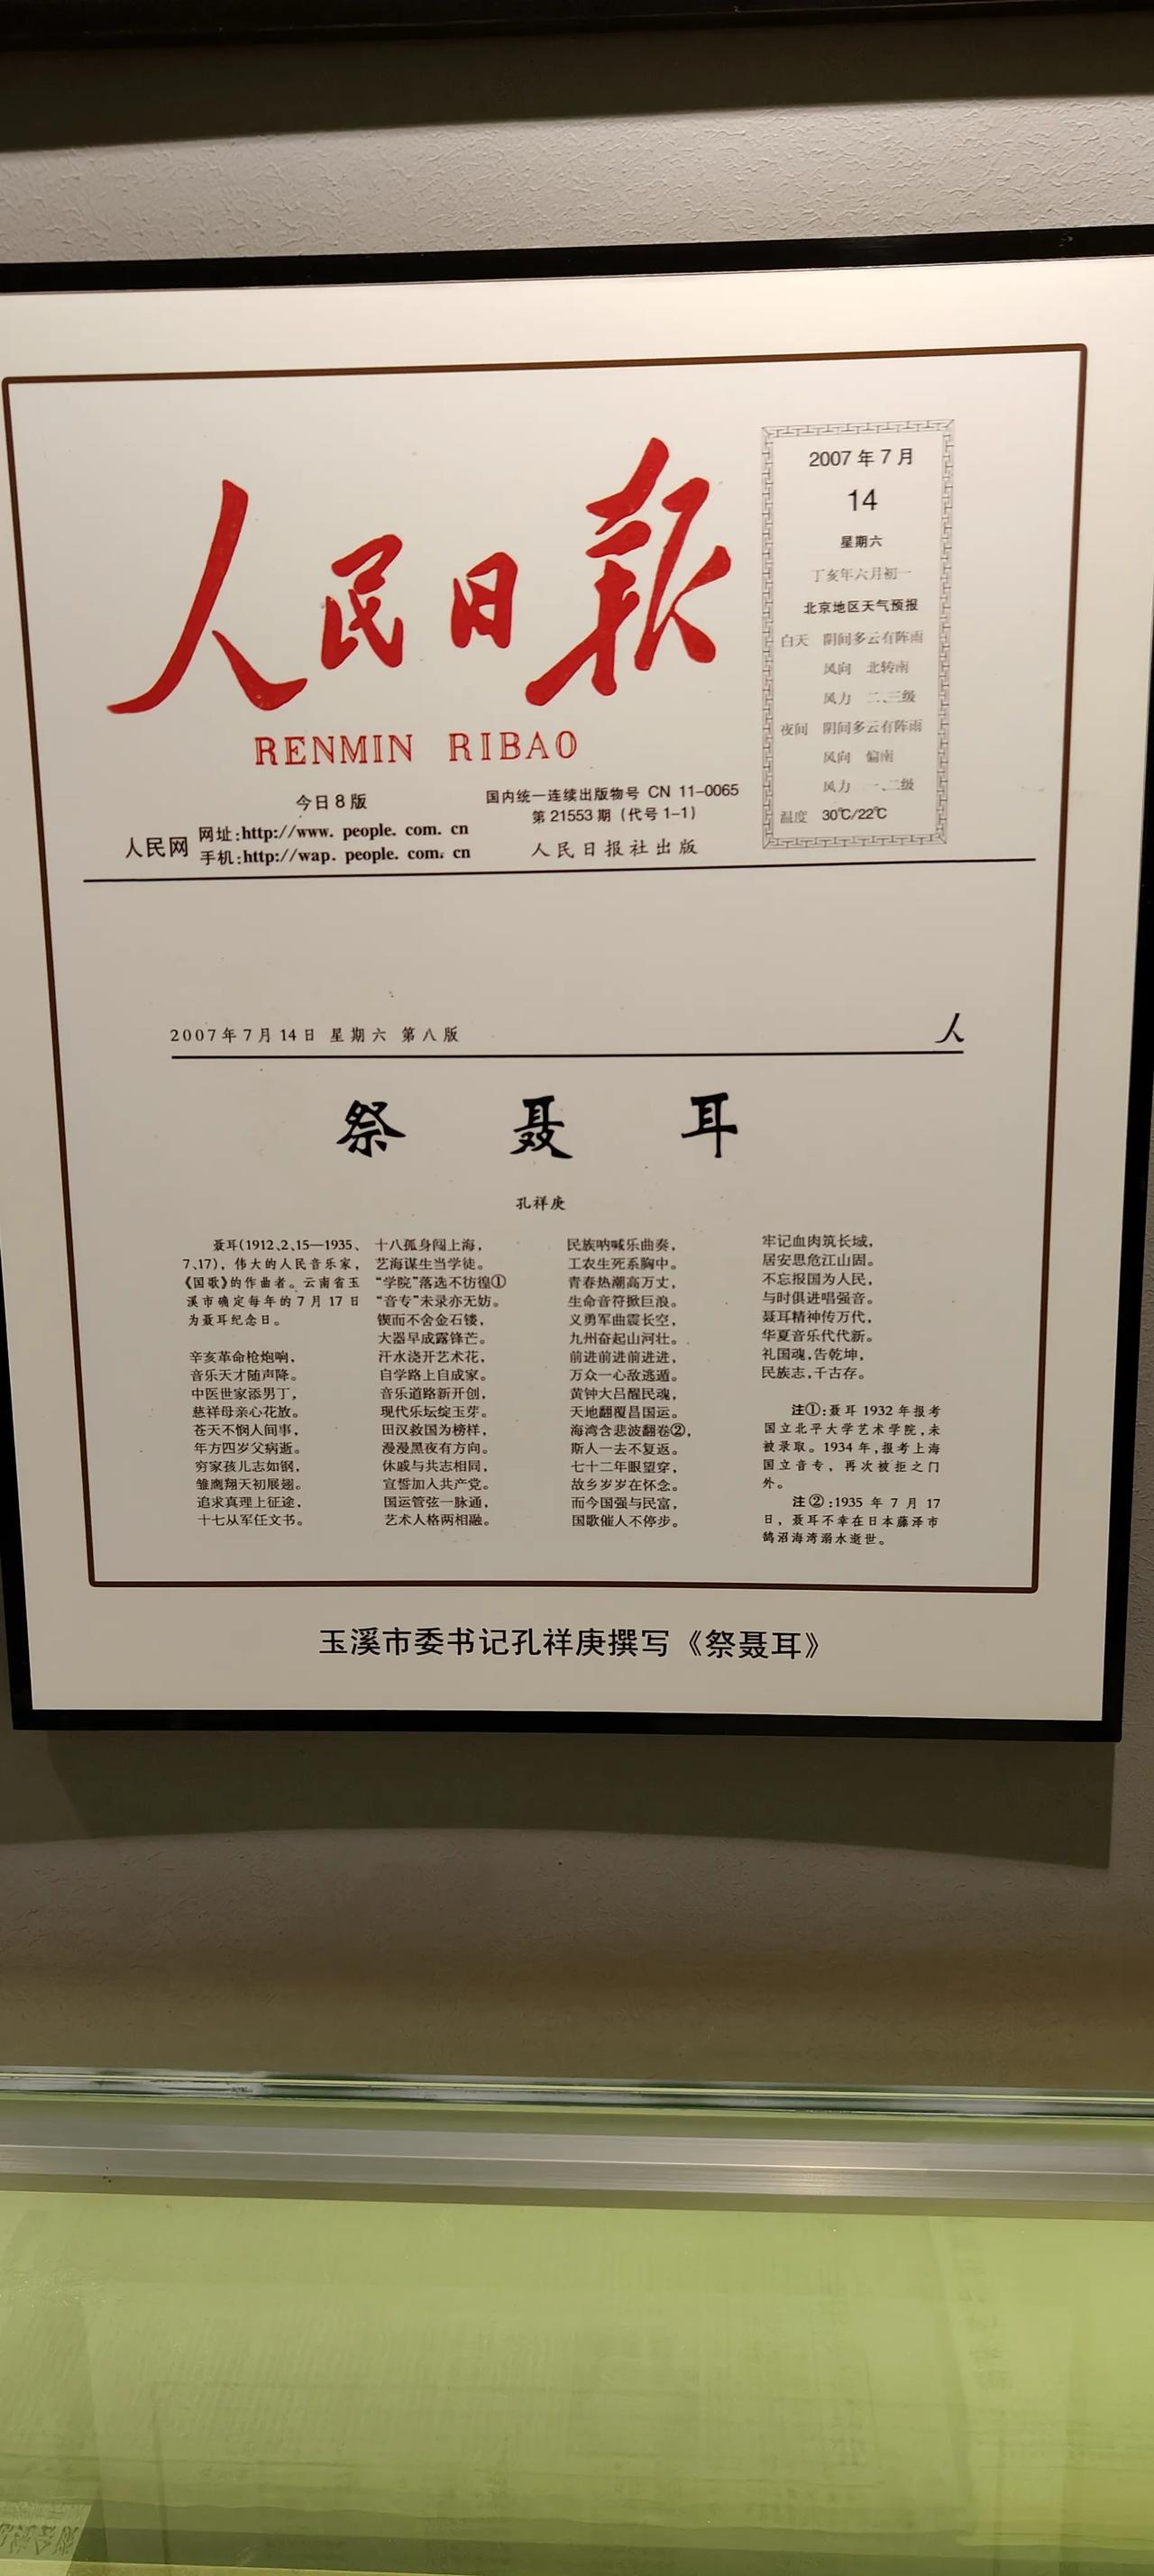 人民日报
RENMIN RIBAO
今日8版
人民网
网址:http://www. people. com. cn
手机:http://wap. people. com. cn
国内统一连续出版物号 CN 11-0065
第21553期（代号1-1）
人民日报社出版
2007年7月
14
星期六
丁亥年六月初一
北京地区天气预报
白天 阴间多云有阵雨
风向 北转南
风力 二、三级
夜间 阴间多云有阵雨
风向 偏南
风力 一、二级
温度 30℃/22℃
2007年7月14日 星期六 第八版
人
祭聂耳
孔祥庚
聂耳(1912、2、15—1935、
7、17)，伟大的人民音乐家，
《国歌》的作曲者。云南省玉
溪市确定每年的7月17日
为聂耳纪念日。
辛亥革命枪炮响，
音乐天才随声降。
中医世家添男丁，
慈祥母亲心花放。
苍天不悯人间事，
年方四岁父病逝。
穷家孩儿志如钢，
雏鹰翔天初展翅。
追求真理上征途，
十七从军任文书。
十八孤身闯上海，
艺海谋生当学徒。
“学院”落选不彷徨①
“音专”未录亦无妨。
锲而不舍金石镂，
大器早成露锋芒。
汗水浇开艺术花，
自学路上自成家。
音乐道路新开创，
现代乐坛绽玉芽。
田汉救国为榜样，
漫漫黑夜有方向。
休戚与共志相同，
宣誓加入共产党。
国运管弦一脉通，
艺术人格两相融。
民族呐喊乐曲奏，
工农生死系胸中。
青春热潮高万丈，
生命音符掀巨浪。
义勇军曲震长空，
九州奋起山河壮。
前进前进前进进，
万众一心敌逃遁。
黄钟大吕醒民魂，
天地翻覆昌国运。
海湾含悲波翻卷②，
斯人一去不复返。
七十二年眼望穿，
故乡岁岁在怀念。
而今国强与民富，
国歌催人不停步。
牢记血肉筑长城，
居安思危江山固。
不忘报国为人民，
与时俱进唱强音。
聂耳精神传万代，
华夏音乐代代新。
礼国魂，告乾坤，
民族志，千古存。
注①：聂耳1932年报考
国立北平大学艺术学院，未
被录取。1934年，报考上海
国立音专，再次被拒之门
外。
注②：1935年7月17
日，聂耳不幸在日本藤泽市
鹄沼海湾溺水逝世。
玉溪市委书记孔祥庚撰写《祭聂耳》